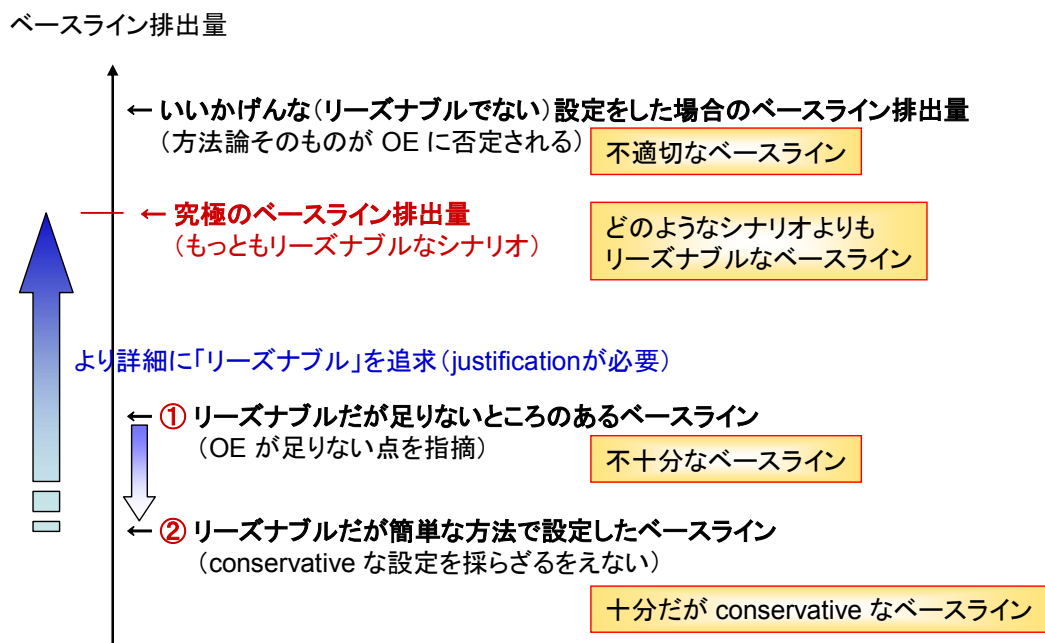 ベースライン排出量
← いいかげんな（リーズナブルでない）設定をした場合のベースライン排出量
（方法論そのものが OE に否定される）
不適切なベースライン
← 究極のベースライン排出量
（もっともリーズナブルなシナリオ）
どのようなシナリオよりも
リーズナブルなベースライン
より詳細に「リーズナブル」を追求（justificationが必要）
← ① リーズナブルだが足りないところのあるベースライン
（OE が足りない点を指摘）
不十分なベースライン
← ② リーズナブルだが簡単な方法で設定したベースライン
（conservative な設定を採らざるをえない）
十分だが conservative なベースライン